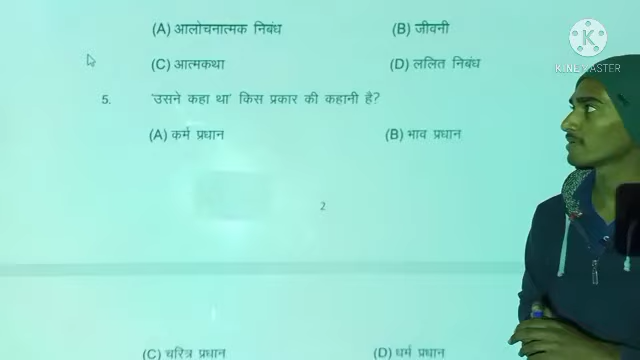 (A) आलोचनात्मक निबंध (B) जीवनी
(C) आत्मकथा (D) ललित निबंध
5. 'उसने कहा था' किस प्रकार की कहानी है?
(A) कर्म प्रधान (B) भाव प्रधान
2
(C) चरित्र प्रधान (D) धर्म प्रधान
KINEMASTER